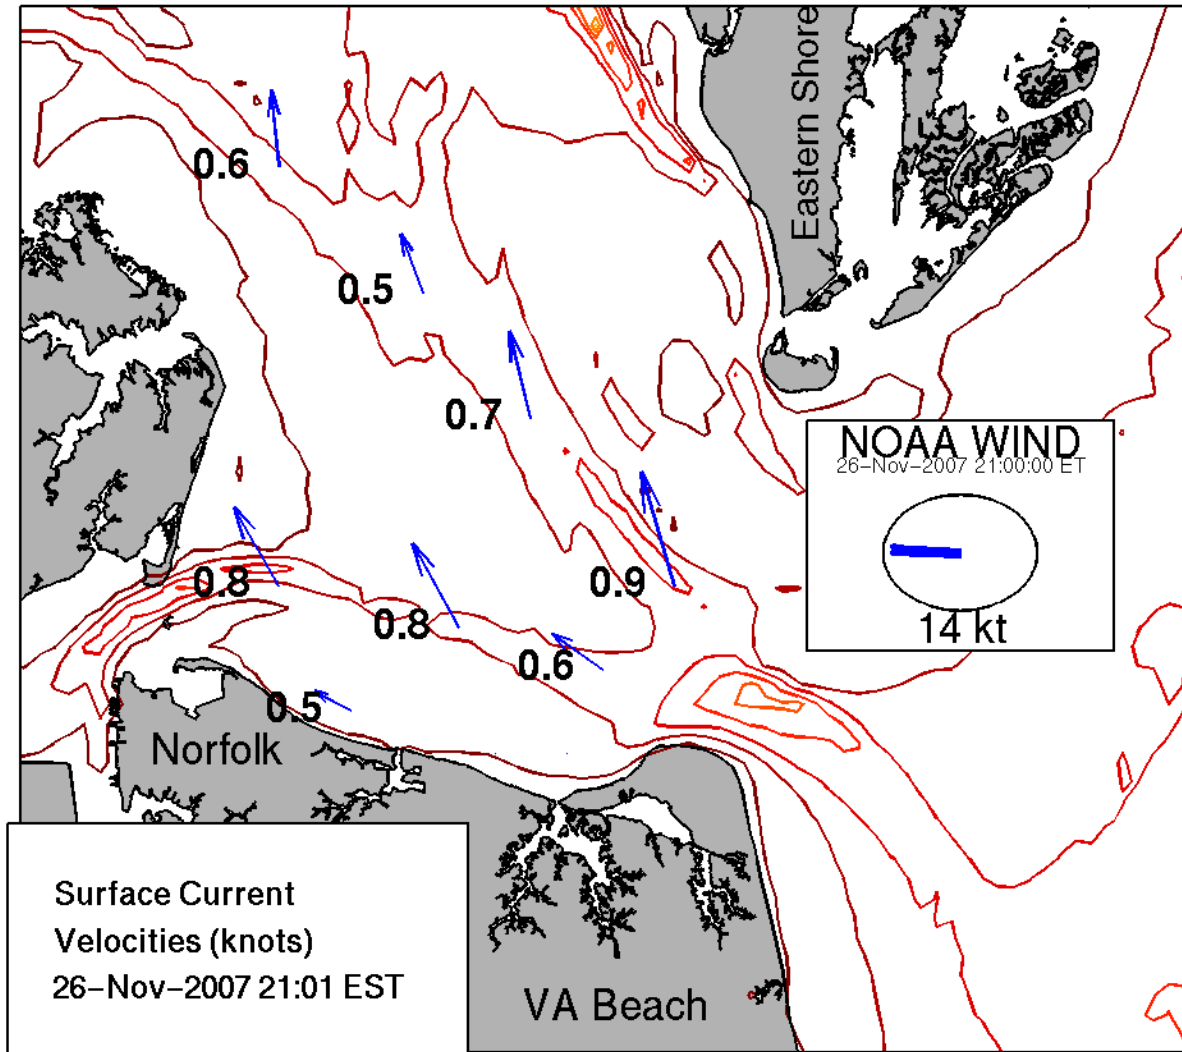 Eastern Shore
0.6
0.5
0.7
NOAA WIND
26-Nov-2007 21:00:00 ET
14 kt
0.8
0.9
0.8
0.6
0.5
Norfolk
Surface Current
Velocities (knots)
26-Nov-2007 21:01 EST
VA Beach